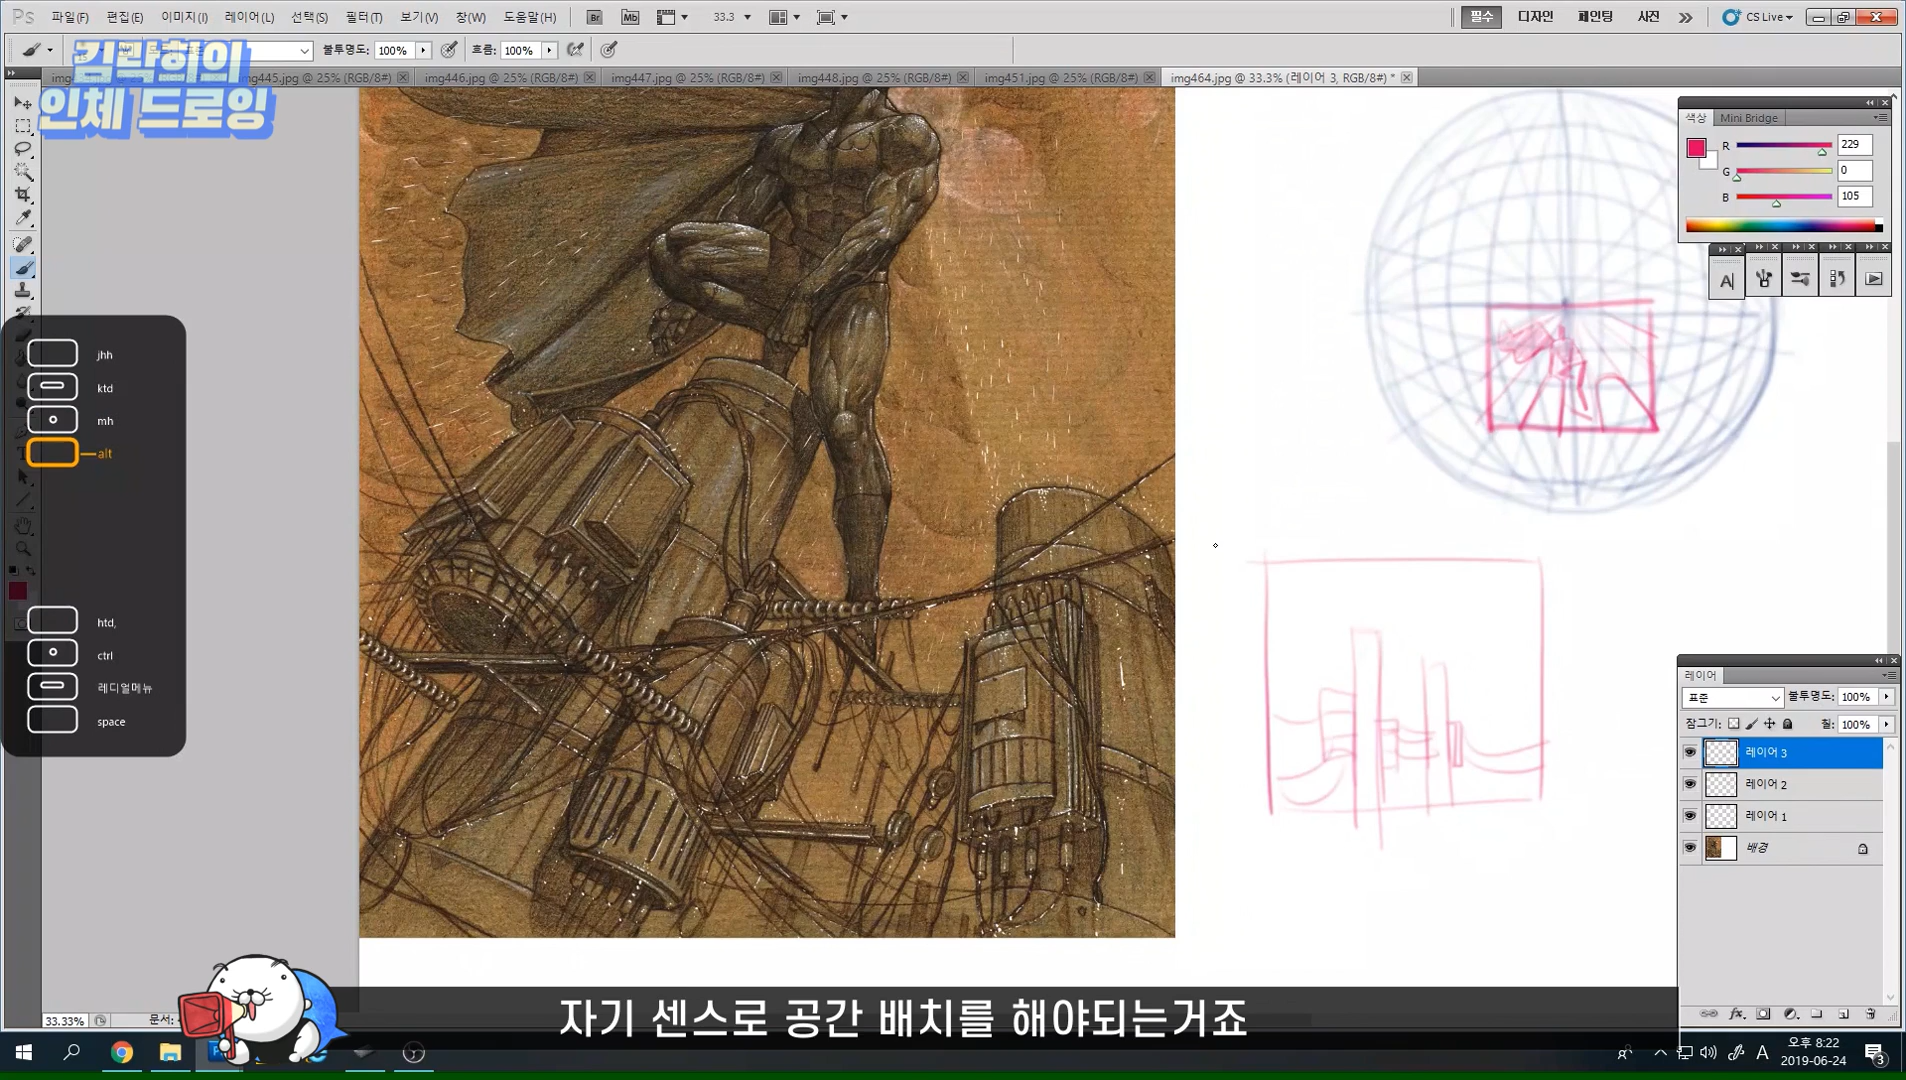 Ps 파일(F) 편집(E) 이미지(I) 레이어(L) 선택(S) 필터(T) 보기(V) 창(W) 도움말(H) Br Mb 33.3 필수 디자인 페인팅 사진 CS Live
불투명도: 100% 흐름: 100%
김락희의
인체 드로잉
445.jpg @ 25% (RGB/8#) img446.jpg @ 25% (RGB/8#) img447.jpg @ 25% (RGB/8#) img448.jpg @ 25% (RGB/8#) img451.jpg @ 25% (RGB/8#) img464.jpg @ 33.3% (레이어 3, RGB/8#) *
색상 Mini Bridge
R 229
G 0
B 105
A
jhh
ktd
mh
alt
htd,
ctrl
레디얼메뉴
space
레이어
표준 불투명도: 100%
잠그기: 칠: 100%
레이어 3
레이어 2
레이어 1
배경
33.33% 문서:
자기 센스로 공간 배치를 해야되는거죠
A
오후 8:22
2019-06-24
3